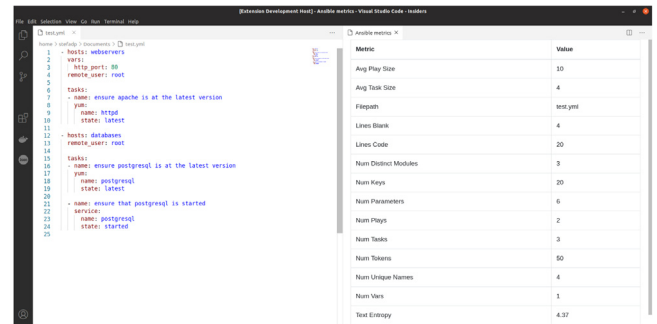 [Extension Development Host] - Ansible metrics - Visual Studio Code - Insiders
File Edit Selection View Go Run Terminal Help
test.yml × ···
home > stefadp > Documents > test.yml
1 - hosts: webservers
2 vars:
3 http_port: 80
4 remote_user: root
5
6 tasks:
7 - name: ensure apache is at the latest version
8 yum:
9 name: httpd
10 state: latest
11
12 - hosts: databases
13 remote_user: root
14
15 tasks:
16 - name: ensure postgresql is at the latest version
17 yum:
18 name: postgresql
19 state: latest
20
21 - name: ensure that postgresql is started
22 service:
23 name: postgresql
24 state: started
25
Ansible metrics × ···
Metric Value
Avg Play Size 10
Avg Task Size 4
Filepath test.yml
Lines Blank 4
Lines Code 20
Num Distinct Modules 3
Num Keys 20
Num Parameters 6
Num Plays 2
Num Tasks 3
Num Tokens 50
Num Unique Names 4
Num Vars 1
Text Entropy 4.37